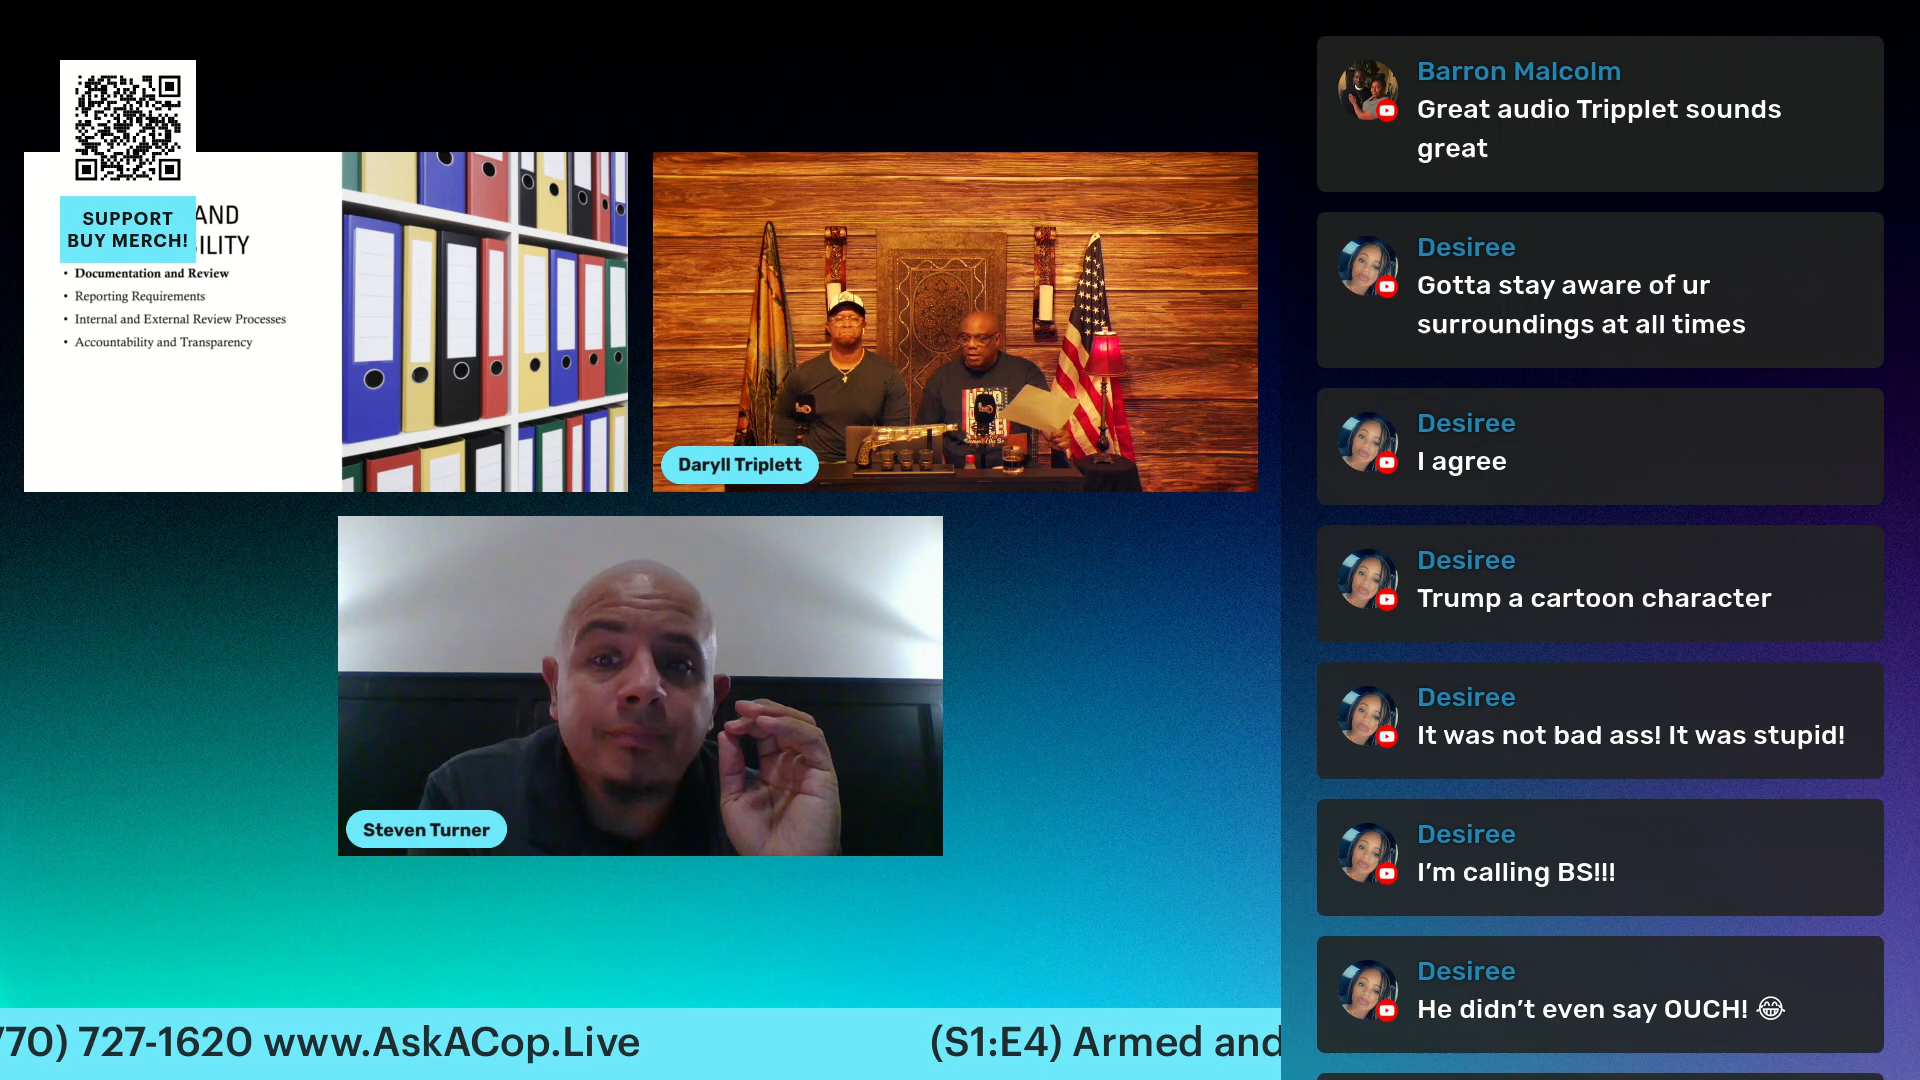 SUPPORT
BUY MERCH!
AND
ILITY
• Documentation and Review
• Reporting Requirements
• Internal and External Review Processes
• Accountability and Transparency
Daryll Triplett
Steven Turner
770) 727-1620 www.AskACop.Live
(S1:E4) Armed and
Barron Malcolm
Great audio Tripplet sounds
great
Desiree
Gotta stay aware of ur
surroundings at all times
Desiree
I agree
Desiree
Trump a cartoon character
Desiree
It was not bad ass! It was stupid!
Desiree
I’m calling BS!!!
Desiree
He didn’t even say OUCH! 😂